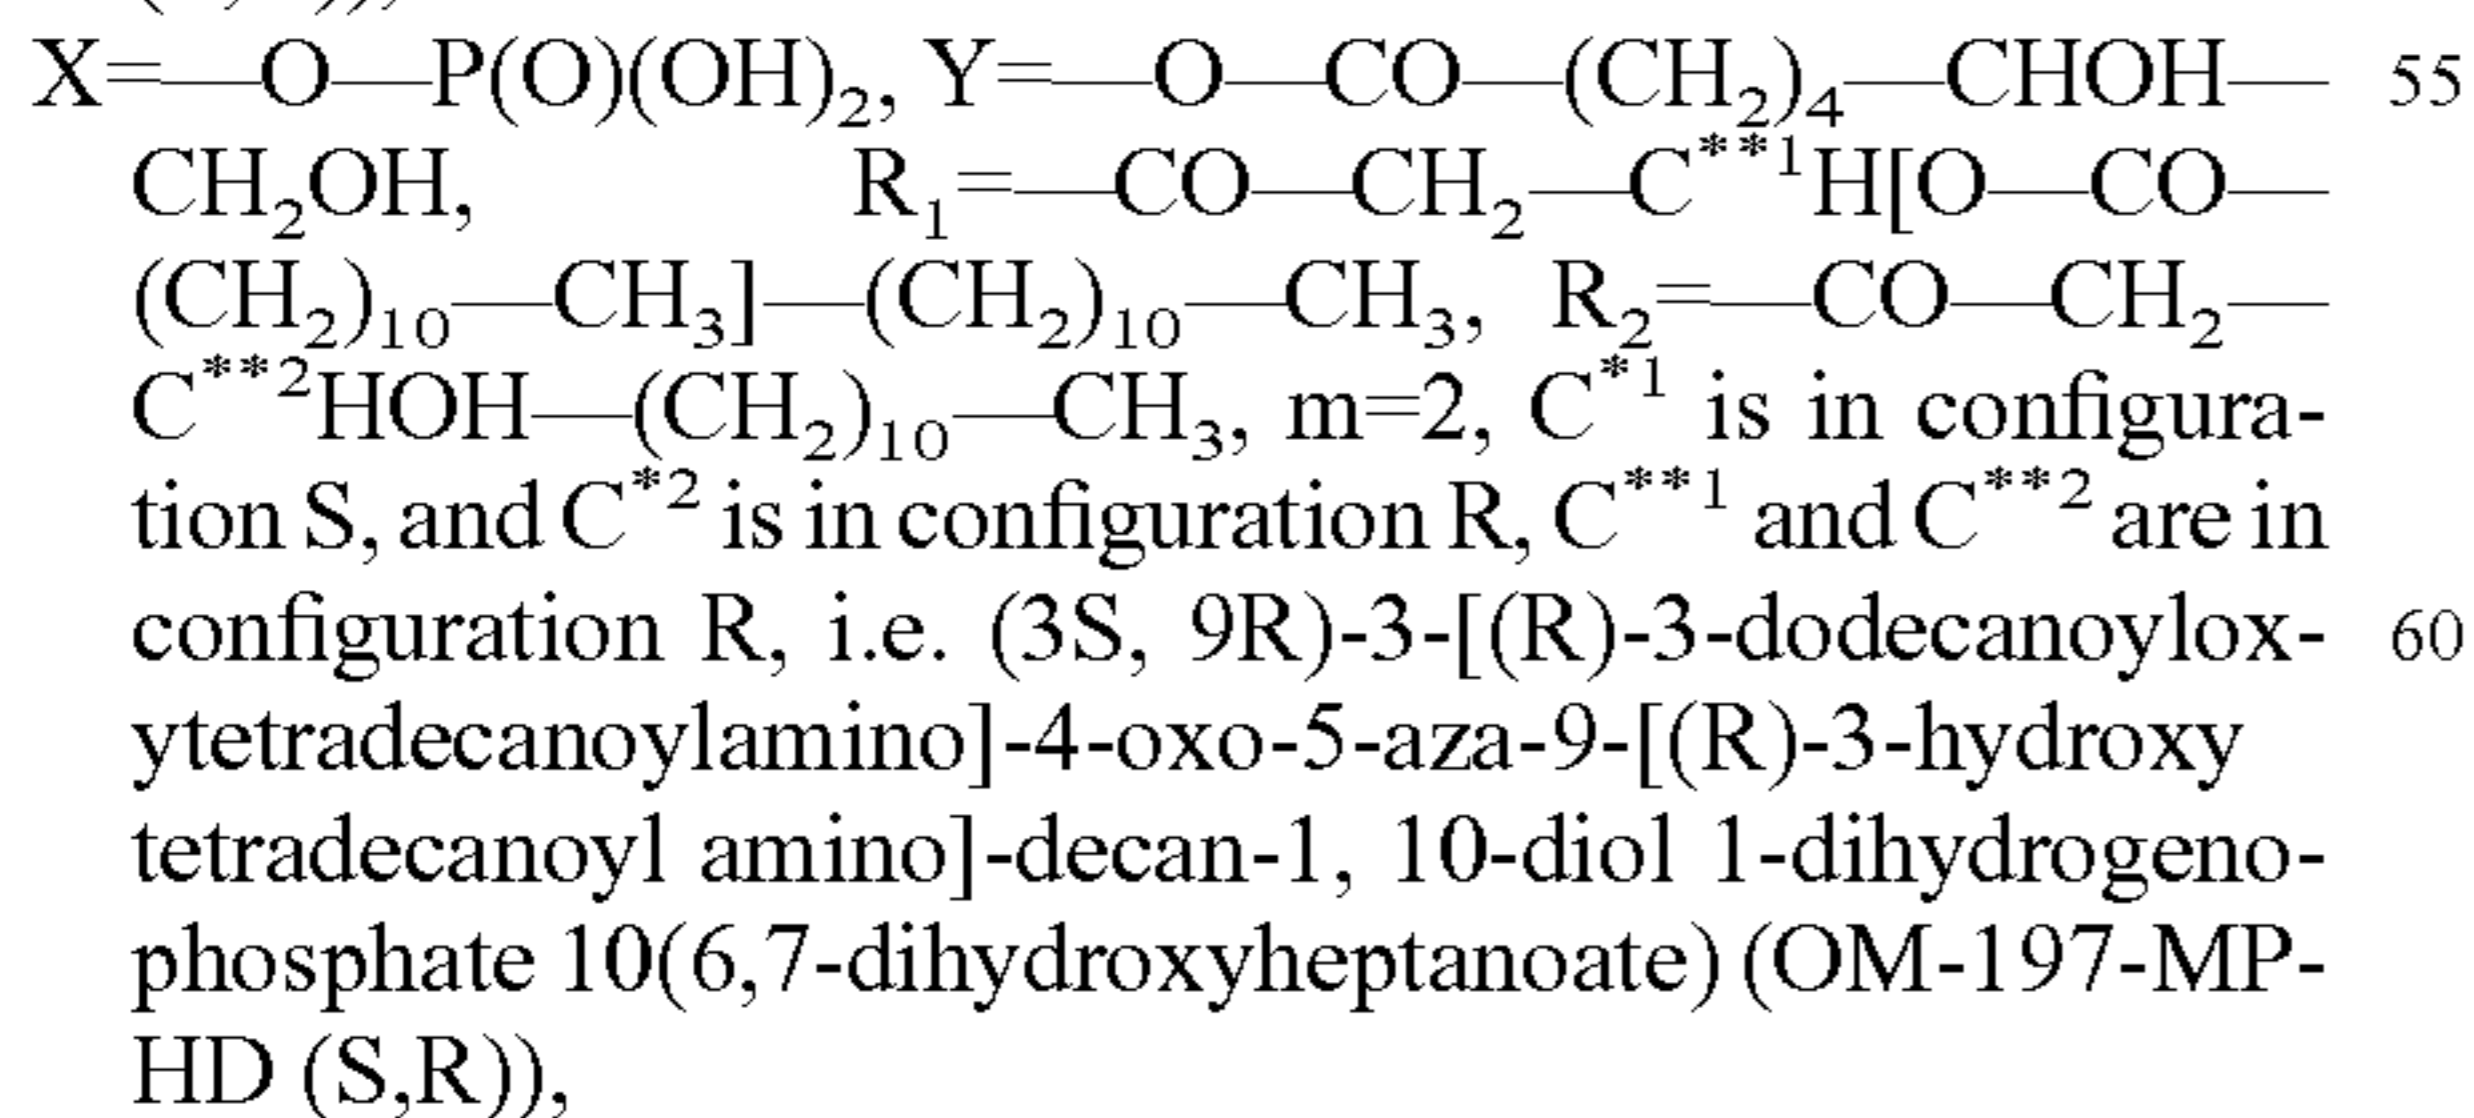 X=—O—P(O)(OH)₂, Y=—O—CO—(CH₂)₄—CHOH— 55
CH₂OH, R₁=—CO—CH₂—C**¹H[O—CO—
(CH₂)₁₀—CH₃]—(CH₂)₁₀—CH₃, R₂=—CO—CH₂—
C**²HOH—(CH₂)₁₀—CH₃, m=2, C*¹ is in configura-
tion S, and C*² is in configuration R, C**¹ and C**² are in
configuration R, i.e. (3S, 9R)-3-[(R)-3-dodecanoylox- 60
ytetradecanoylamino]-4-oxo-5-aza-9-[(R)-3-hydroxy
tetradecanoyl amino]-decan-1, 10-diol 1-dihydrogeno-
phosphate 10(6,7-dihydroxyheptanoate) (OM-197-MP-
HD (S,R)),